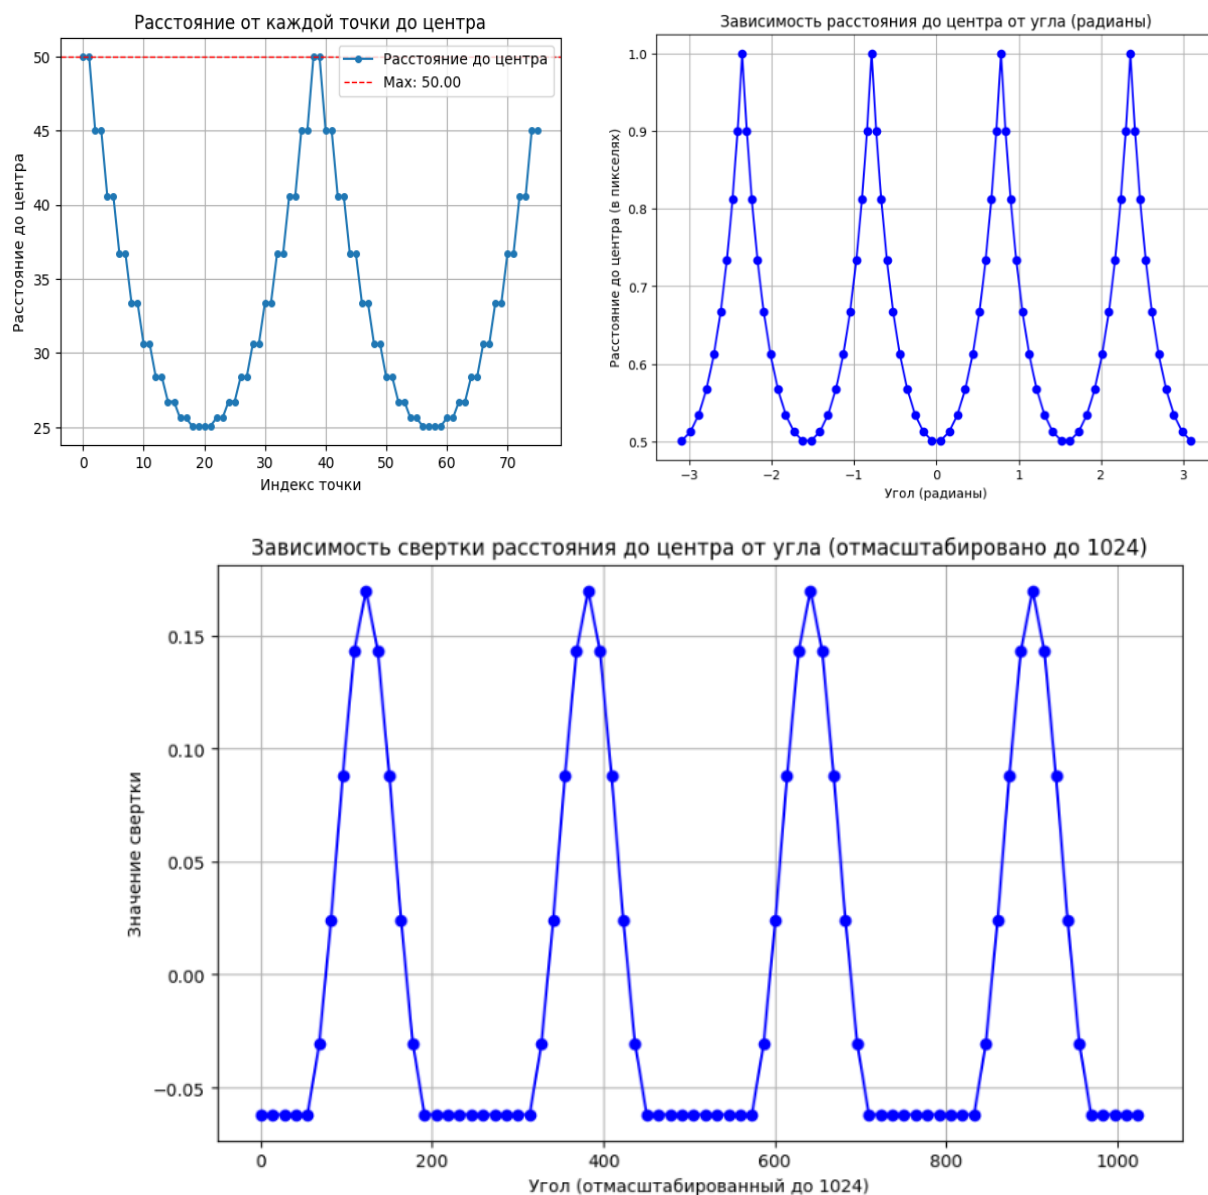 Расстояние от каждой точки до центра
Расстояние до центра
Max: 50.00
50
45
40
35
30
25
Расстояние до центра
0 10 20 30 40 50 60 70
Индекс точки
Зависимость расстояния до центра от угла (радианы)
1.0
0.9
0.8
0.7
0.6
0.5
Расстояние до центра (в пикселях)
−3 −2 −1 0 1 2 3
Угол (радианы)
Зависимость свертки расстояния до центра от угла (отмасштабировано до 1024)
0.15
0.10
0.05
0.00
−0.05
Значение свертки
0 200 400 600 800 1000
Угол (отмасштабированный до 1024)